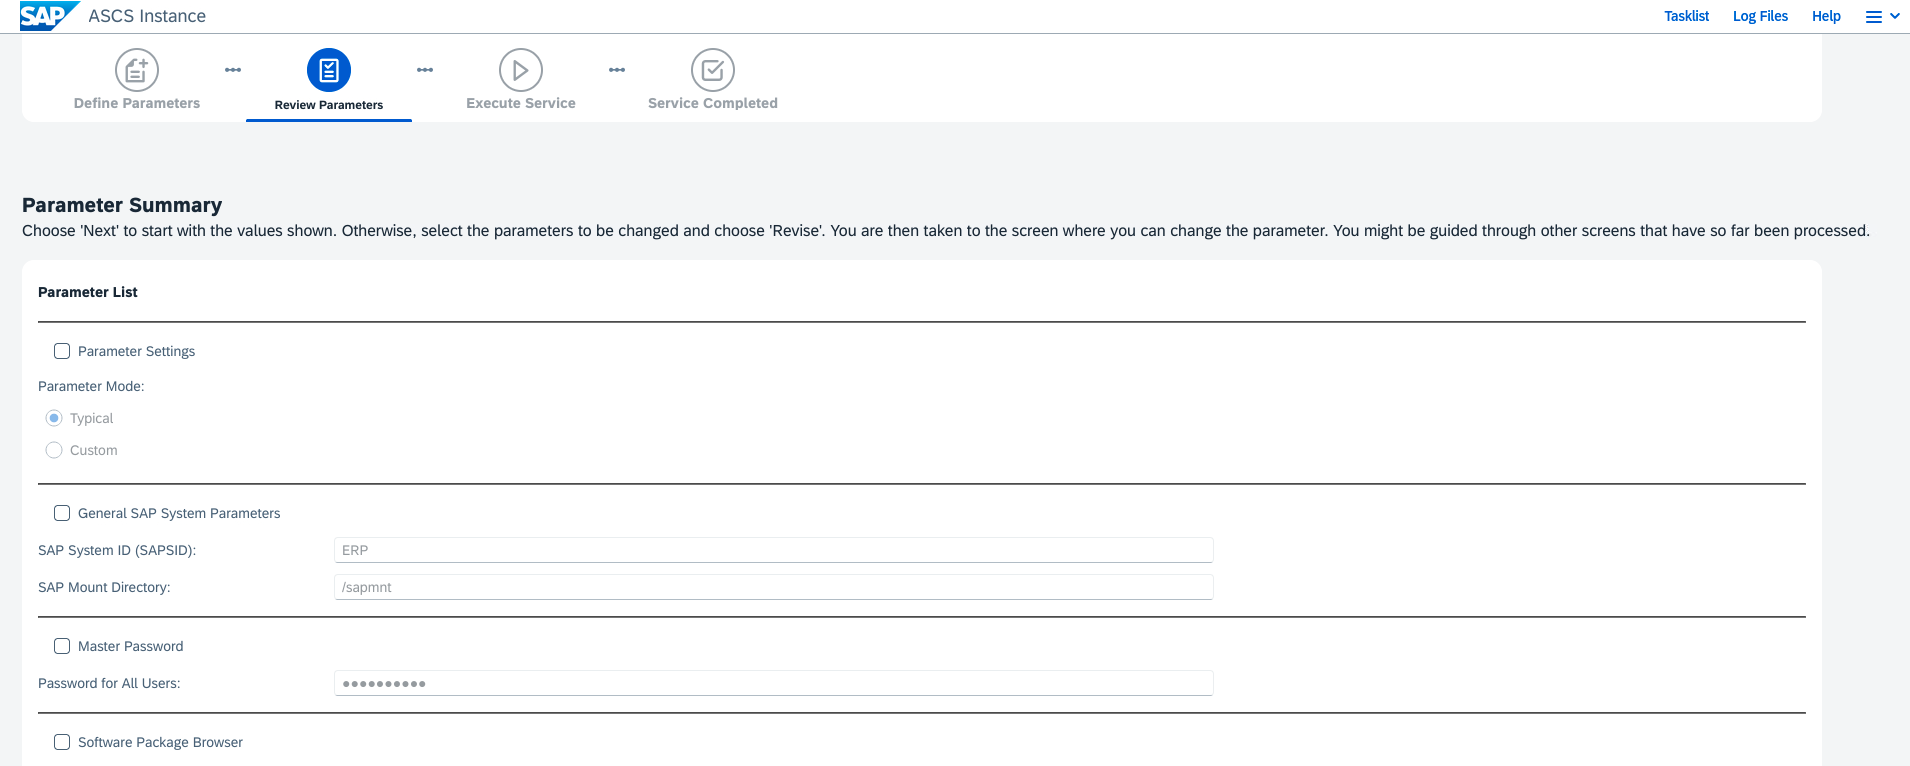 SAP ASCS Instance
Tasklist Log Files Help
Define Parameters Review Parameters Execute Service Service Completed
Parameter Summary
Choose 'Next' to start with the values shown. Otherwise, select the parameters to be changed and choose 'Revise'. You are then taken to the screen where you can change the parameter. You might be guided through other screens that have so far been processed.
Parameter List
Parameter Settings
Parameter Mode:
Typical
Custom
General SAP System Parameters
SAP System ID (SAPSID): ERP
SAP Mount Directory: /sapmnt
Master Password
Password for All Users: ●●●●●●●●●●
Software Package Browser